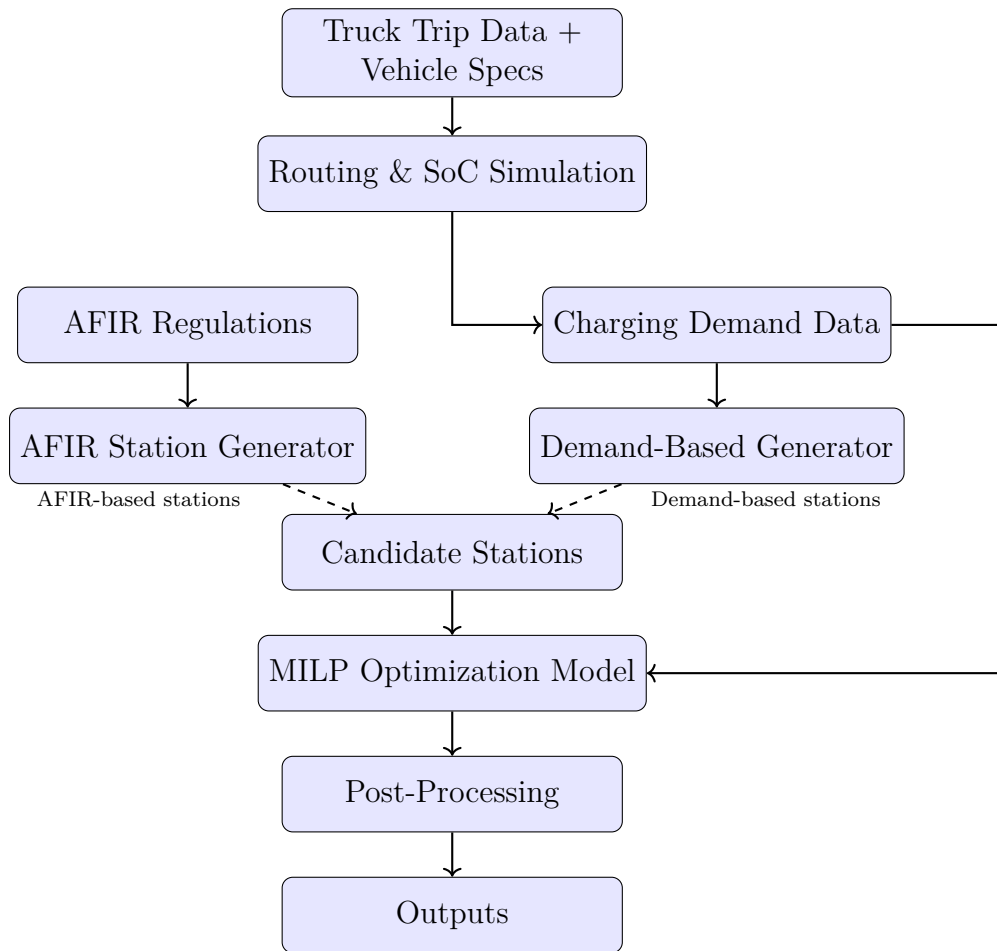 Truck Trip Data +
Vehicle Specs
Routing & SoC Simulation
AFIR Regulations
Charging Demand Data
AFIR Station Generator
Demand-Based Generator
AFIR-based stations
Demand-based stations
Candidate Stations
MILP Optimization Model
Post-Processing
Outputs